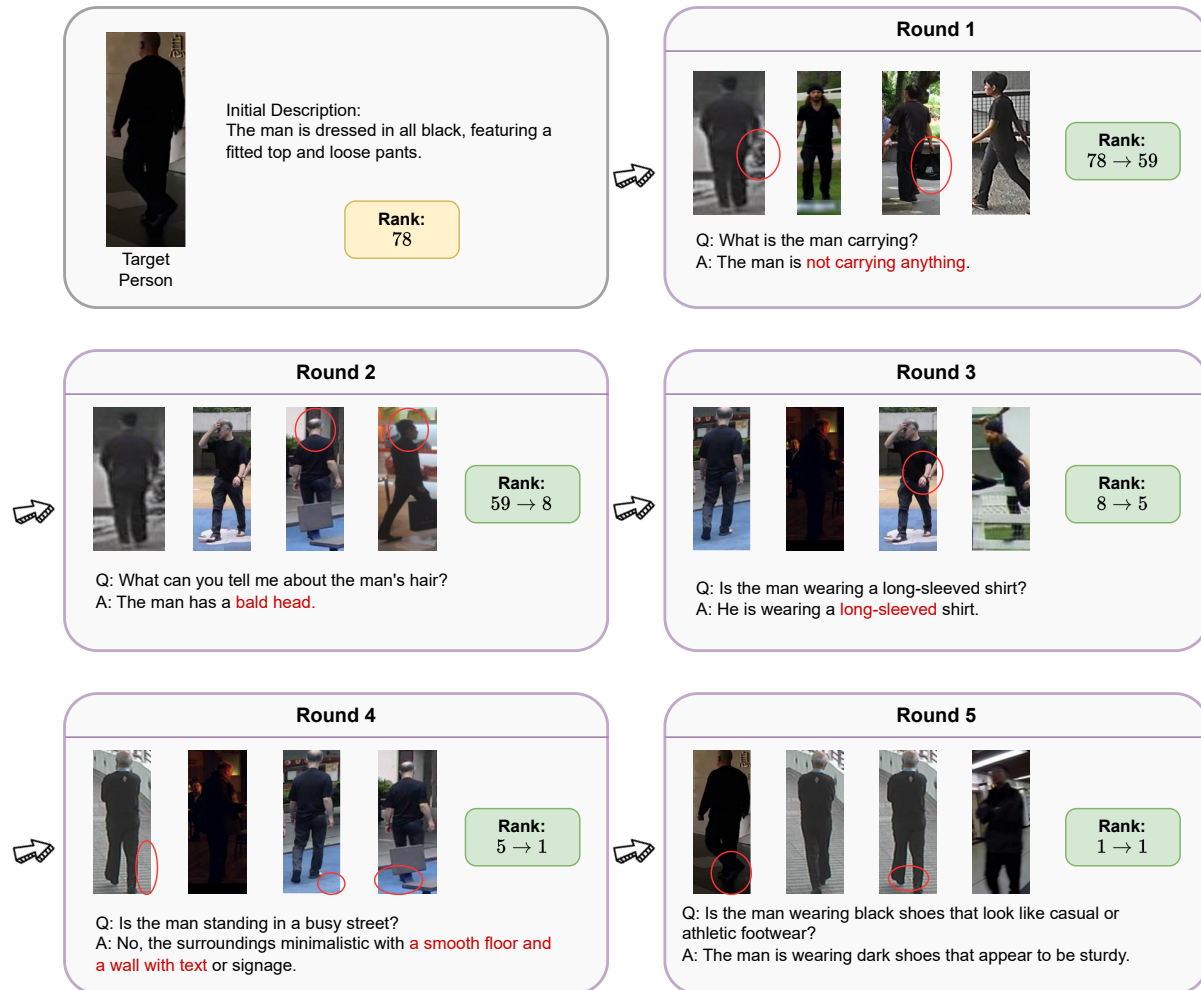 Initial Description:
The man is dressed in all black, featuring a
fitted top and loose pants.
Rank:
78
Target
Person
息
Round 1
Rank:
78 → 59
Q: What is the man carrying?
A: The man is not carrying anything.
Round 2
Rank:
59 → 8
Q: What can you tell me about the man's hair?
A: The man has a bald head.
Round 3
Rank:
8 → 5
Q: Is the man wearing a long-sleeved shirt?
A: He is wearing a long-sleeved shirt.
Round 4
Rank:
5 → 1
Q: Is the man standing in a busy street?
A: No, the surroundings minimalistic with a smooth floor and
a wall with text or signage.
Round 5
息
Rank:
1 → 1
Q: Is the man wearing black shoes that look like casual or
athletic footwear?
A: The man is wearing dark shoes that appear to be sturdy.